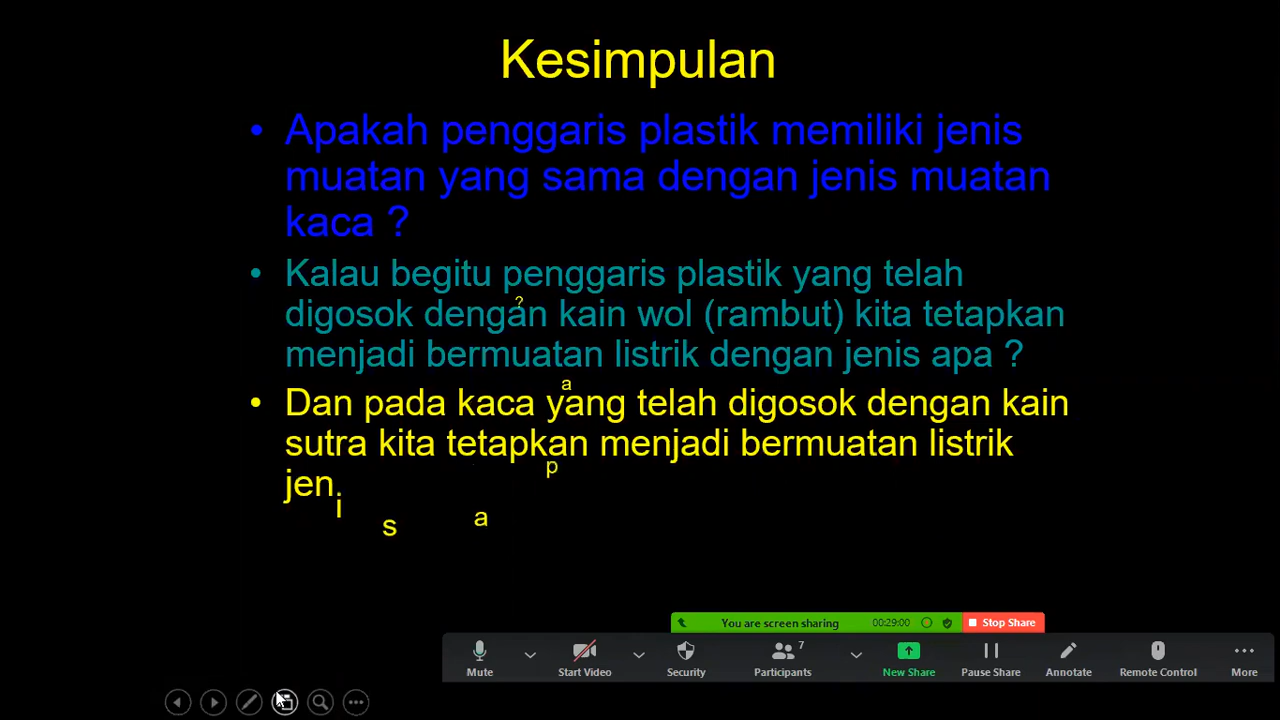 Kesimpulan
• Apakah penggaris plastik memiliki jenis
muatan yang sama dengan jenis muatan
kaca ?
• Kalau begitu penggaris plastik yang telah
digosok dengan kain wol (rambut) kita tetapkan
menjadi bermuatan listrik dengan jenis apa ?
• Dan pada kaca yang telah digosok dengan kain
sutra kita tetapkan menjadi bermuatan listrik
jenis apa?
You are screen sharing 00:29:00 Stop Share
7
Mute Start Video Security Participants New Share Pause Share Annotate Remote Control More